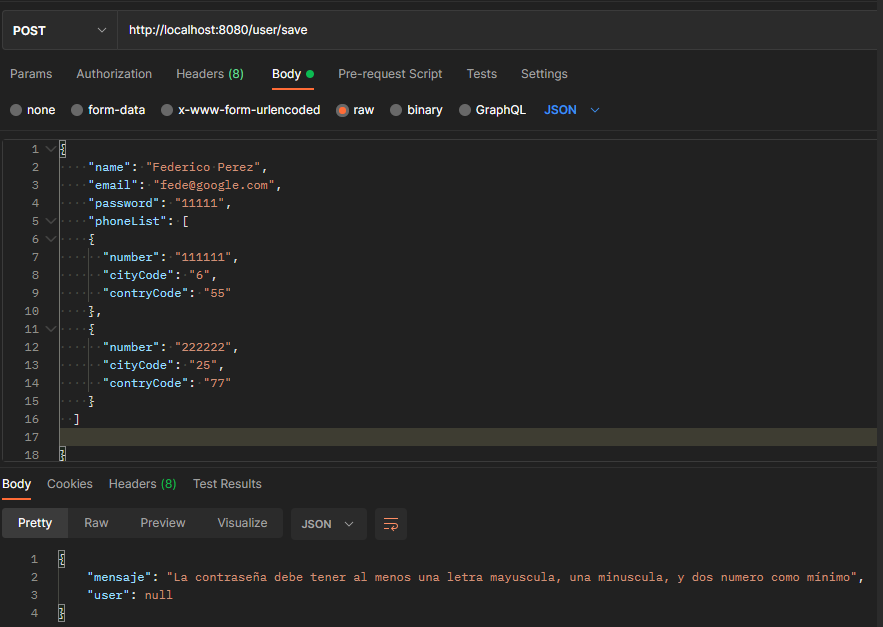 POST http://localhost:8080/user/save
Params Authorization Headers (8) Body Pre-request Script Tests Settings
none form-data x-www-form-urlencoded raw binary GraphQL JSON
1 {
2 "name": "Federico Perez",
3 "email": "fede@google.com",
4 "password": "11111",
5 "phoneList": [
6 {
7 "number": "111111",
8 "cityCode": "6",
9 "contryCode": "55"
10 },
11 {
12 "number": "222222",
13 "cityCode": "25",
14 "contryCode": "77"
15 }
16 ]
17
18 }
Body Cookies Headers (8) Test Results
Pretty Raw Preview Visualize JSON
1 {
2 "mensaje": "La contraseña debe tener al menos una letra mayuscula, una minuscula, y dos numero como mínimo",
3 "user": null
4 }